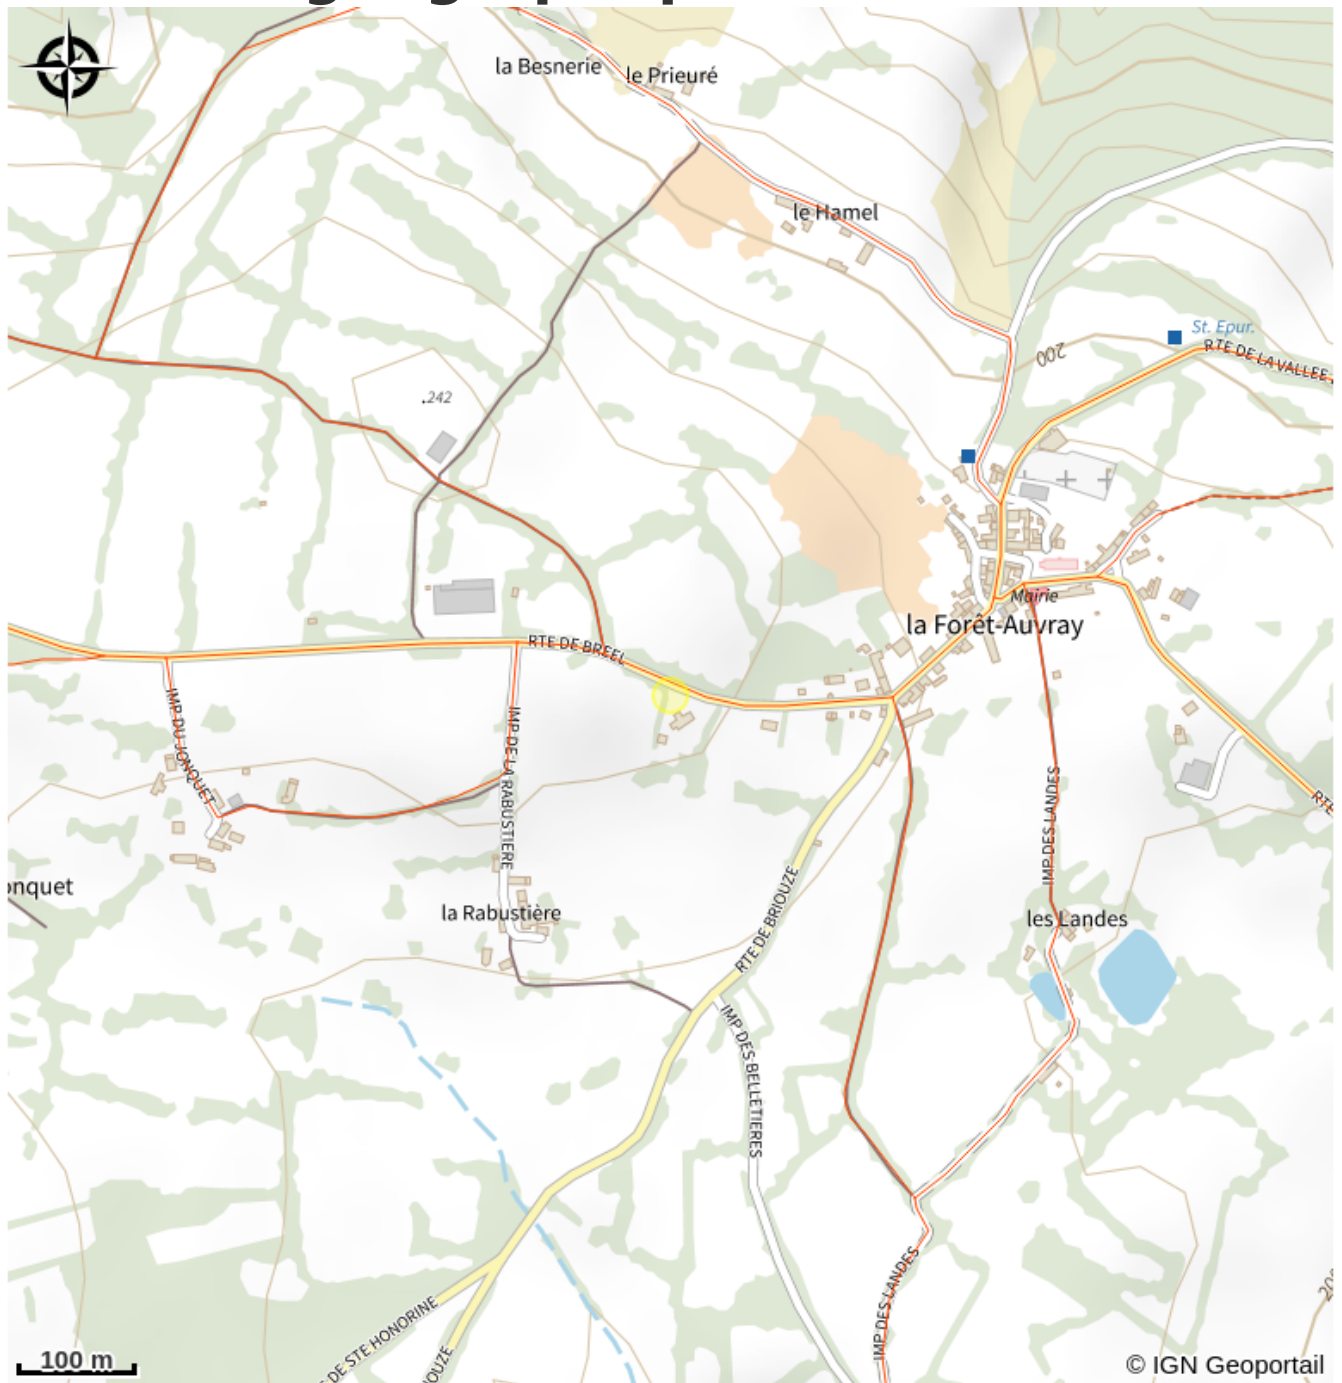 la Besnerie
le Prieuré
le Hamel
St. Epur.
RTE DE LA VALLEE
200
.242
Mairie
la Forêt-Auvray
RTE DE BREEL
IMP DU JONQUET
IMP DE LA RABUSTIERE
IMP DES LANDES
RTE
onquet
la Rabustière
les Landes
RTE DE BRIOUZE
IMP DES BELLETIERES
IMP DES LANDES
DE STE HONORINE
OUZE
100 m
© IGN Geoportail